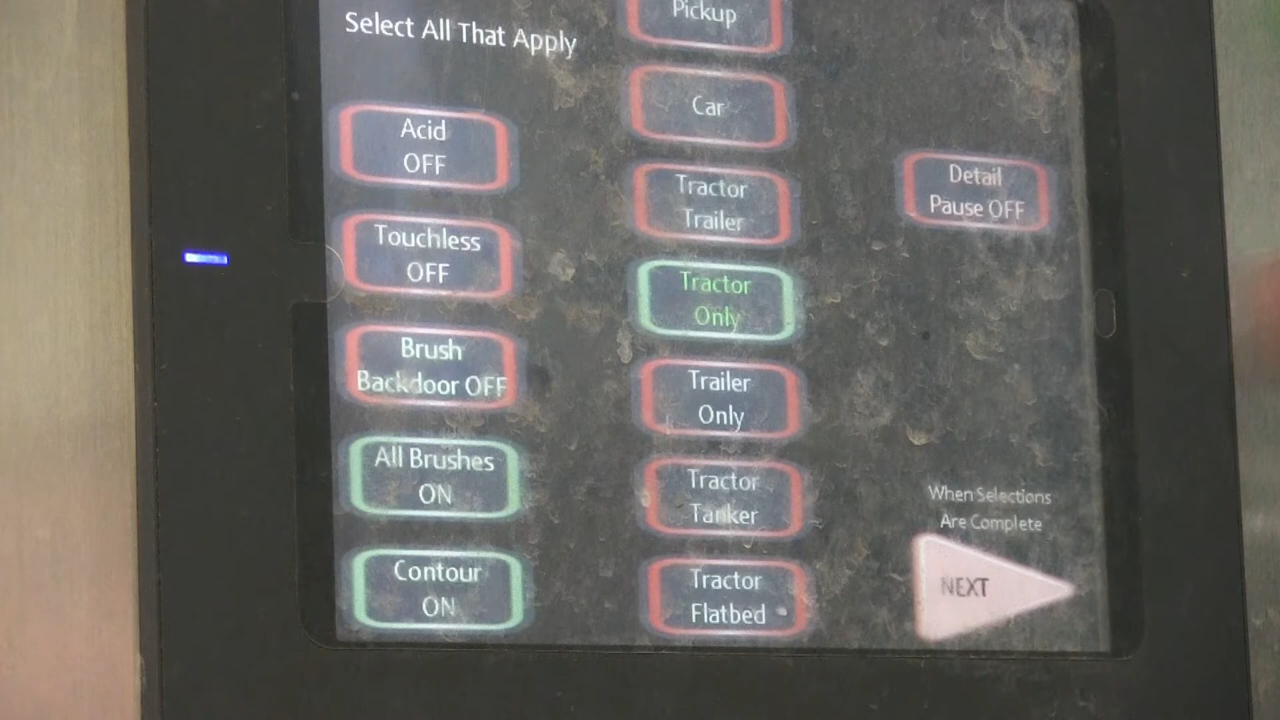 Select All That Apply
Acid
OFF
Touchless
OFF
Brush
Backdoor OFF
All Brushes
ON
Contour
ON
Pickup
Car
Tractor
Trailer
Tractor
Only
Trailer
Only
Tractor
Tanker
Tractor
Flatbed
Detail
Pause OFF
When Selections
Are Complete
NEXT